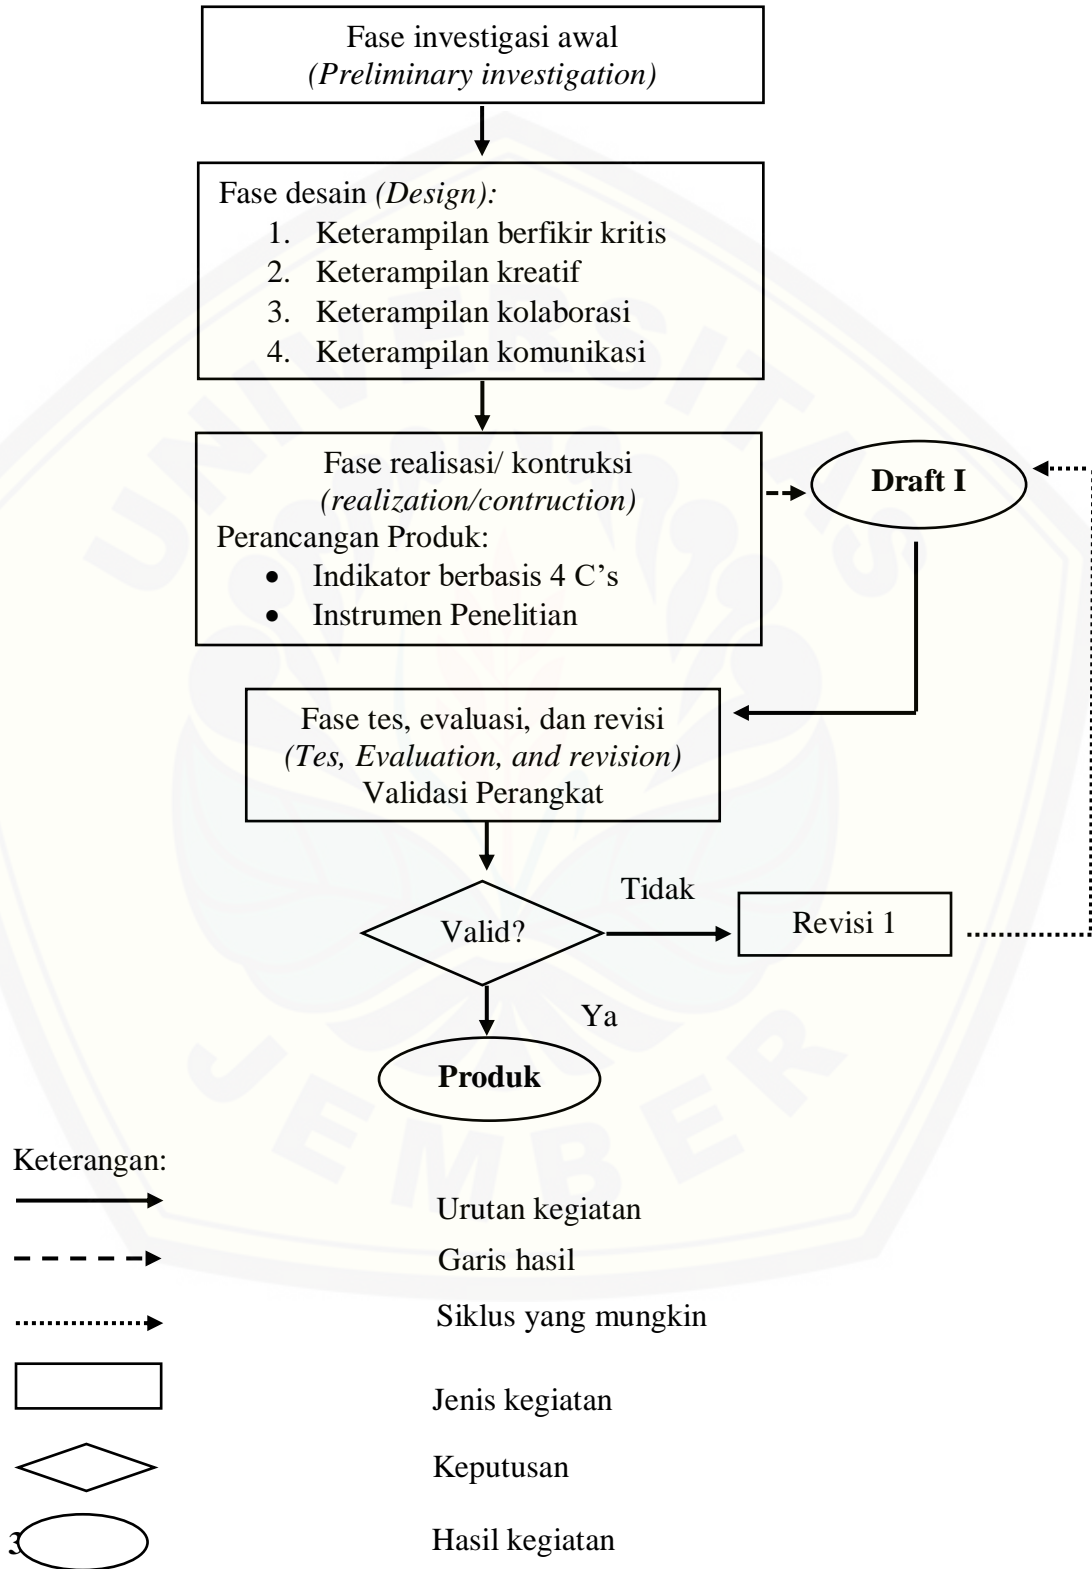 Fase investigasi awal
(Preliminary investigation)
Fase desain (Design):
1. Keterampilan berfikir kritis
2. Keterampilan kreatif
3. Keterampilan kolaborasi
4. Keterampilan komunikasi
Fase realisasi/ kontruksi
(realization/contruction)
Perancangan Produk:
• Indikator berbasis 4 C’s
• Instrumen Penelitian
Draft I
Fase tes, evaluasi, dan revisi
(Tes, Evaluation, and revision)
Validasi Perangkat
Valid?
Tidak
Revisi 1
Ya
Produk
Keterangan:
Urutan kegiatan
Garis hasil
Siklus yang mungkin
Jenis kegiatan
Keputusan
3
Hasil kegiatan
UNIVERSITAS
JEMBER